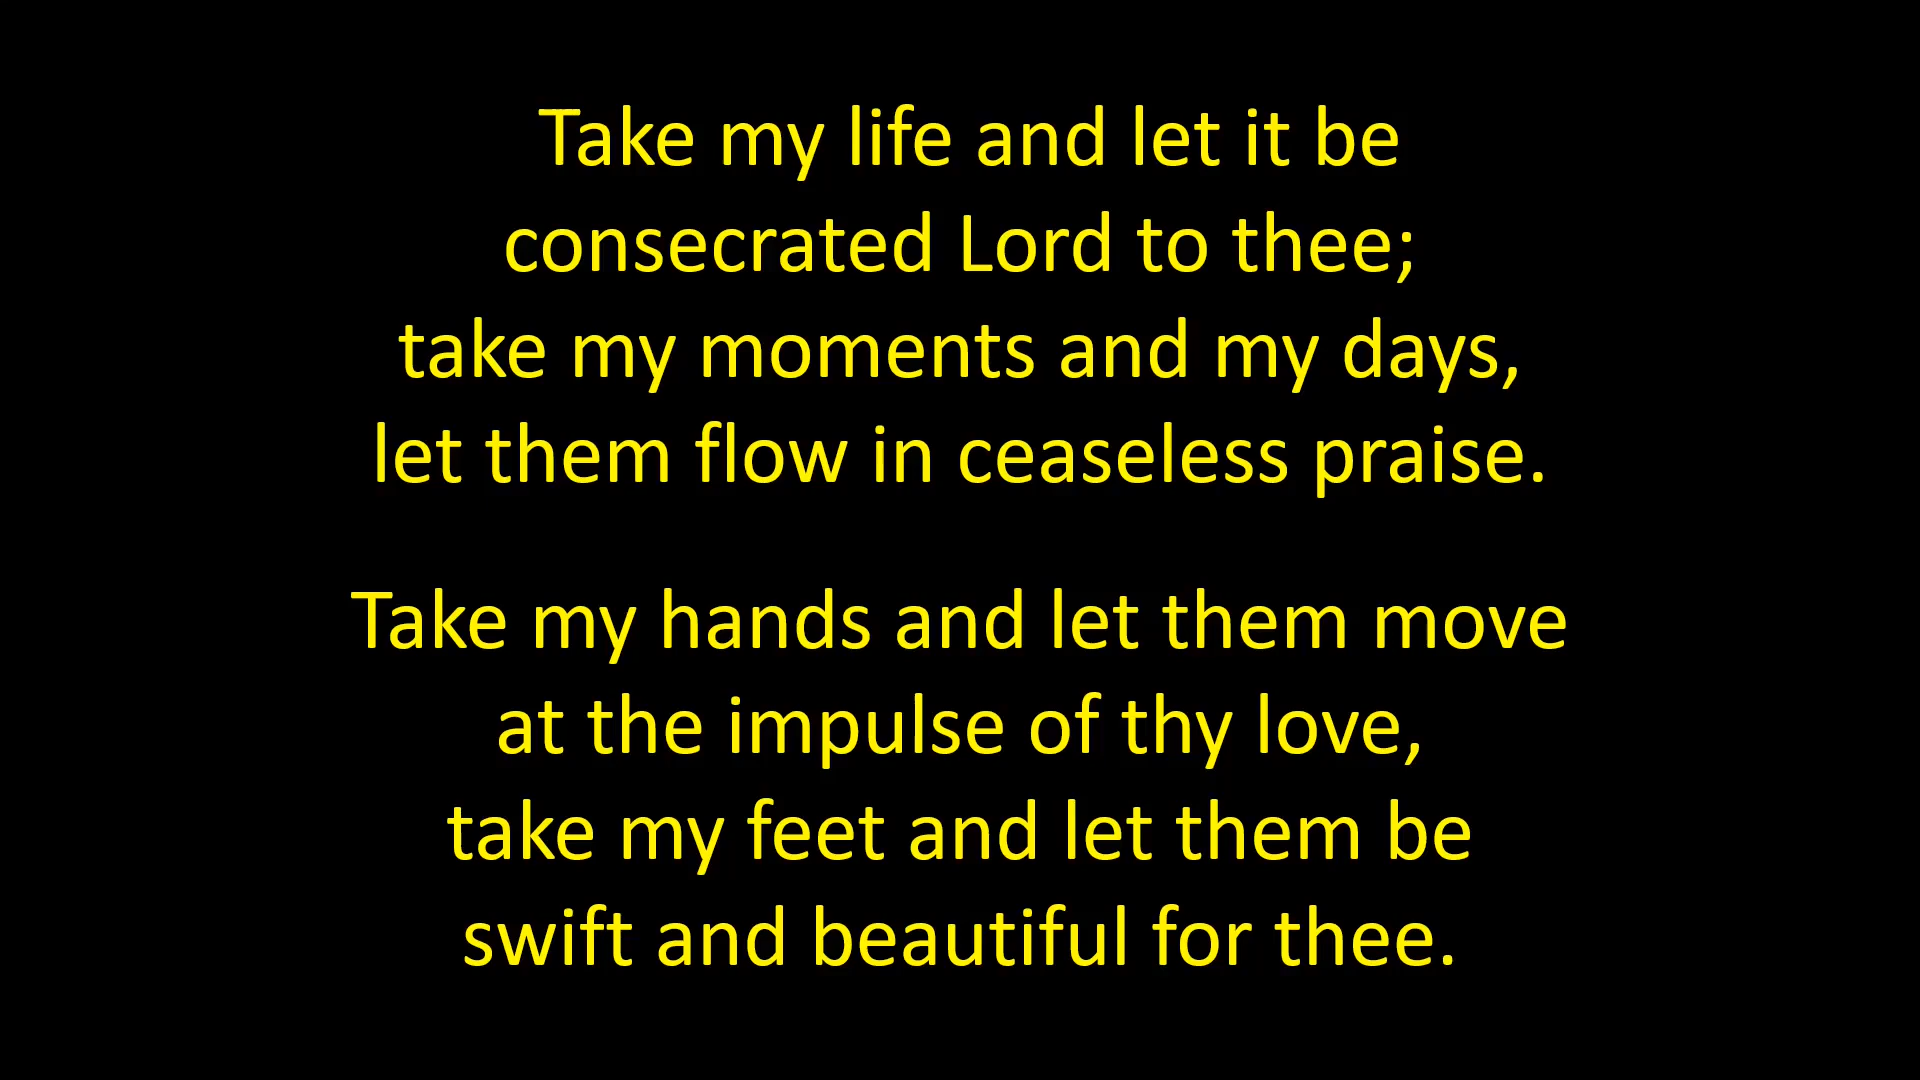 Take my life and let it be
consecrated Lord to thee;
take my moments and my days,
let them flow in ceaseless praise.
Take my hands and let them move
at the impulse of thy love,
take my feet and let them be
swift and beautiful for thee.